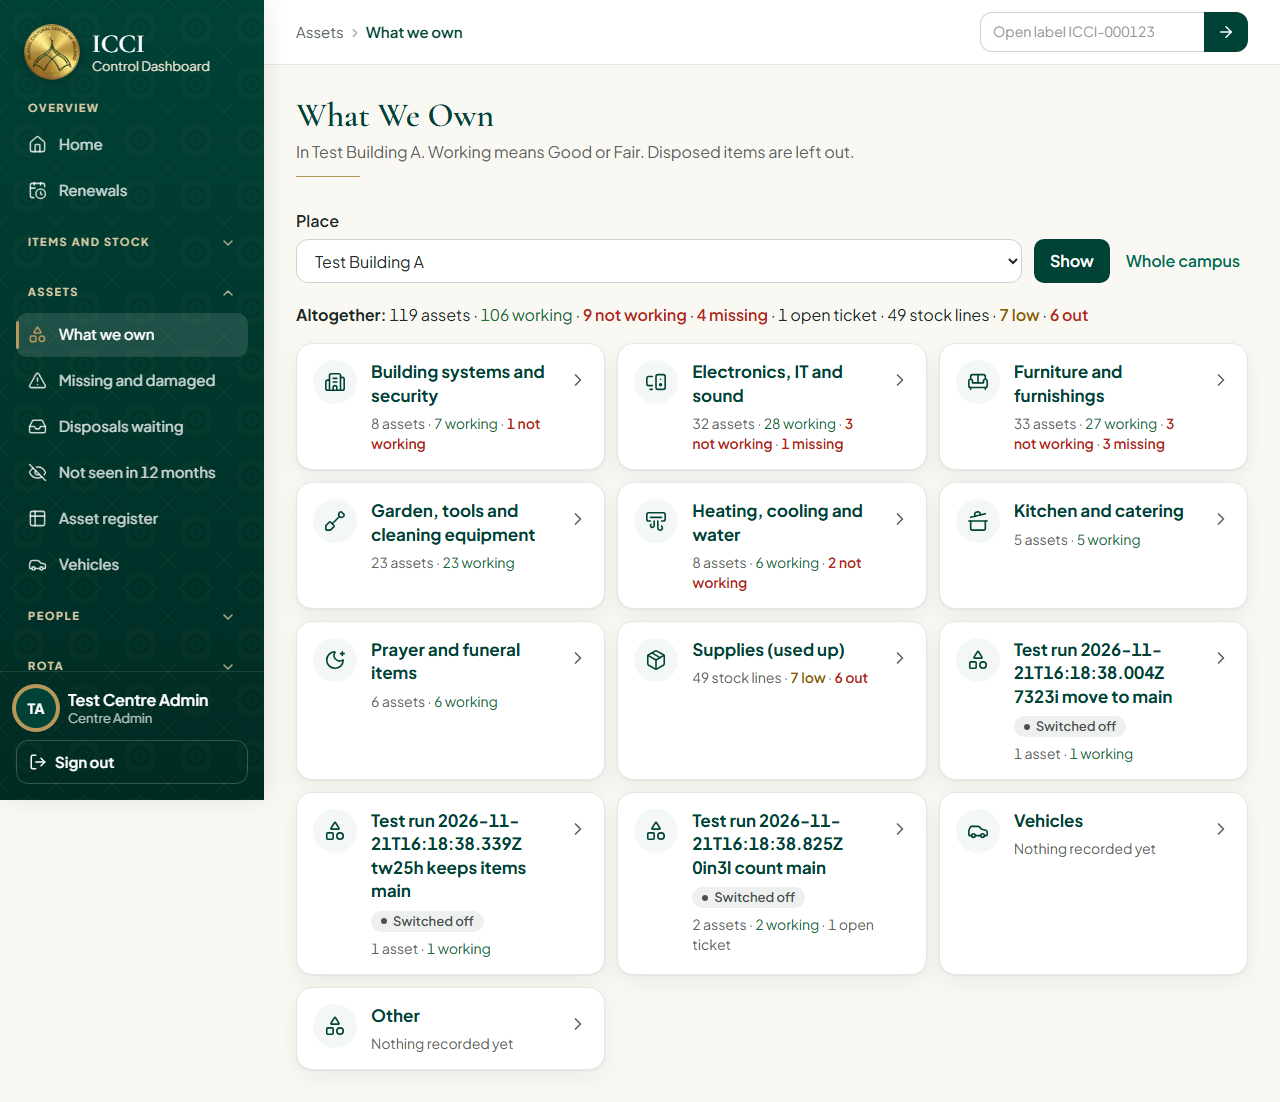 ICCI
Control Dashboard
OVERVIEW
Home
Renewals
ITEMS AND STOCK
ASSETS
What we own
Missing and damaged
Disposals waiting
Not seen in 12 months
Asset register
Vehicles
PEOPLE
ROTA
TA
Test Centre Admin
Centre Admin
Sign out
Assets > What we own
Open label ICCI-000123
What We Own
In Test Building A. Working means Good or Fair. Disposed items are left out.
Place
Test Building A
Show
Whole campus
Altogether: 119 assets · 106 working · 9 not working · 4 missing · 1 open ticket · 49 stock lines · 7 low · 6 out
Building systems and
security
8 assets · 7 working · 1 not
working
Electronics, IT and
sound
32 assets · 28 working · 3
not working · 1 missing
Furniture and
furnishings
33 assets · 27 working · 3
not working · 3 missing
Garden, tools and
cleaning equipment
23 assets · 23 working
Heating, cooling and
water
8 assets · 6 working · 2 not
working
Kitchen and catering
5 assets · 5 working
Prayer and funeral
items
6 assets · 6 working
Supplies (used up)
49 stock lines · 7 low · 6 out
Test run 2026-11-
21T16:18:38.004Z
7323i move to main
Switched off
1 asset · 1 working
Test run 2026-11-
21T16:18:38.339Z
tw25h keeps items
main
Switched off
1 asset · 1 working
Test run 2026-11-
21T16:18:38.825Z
0in3l count main
Switched off
2 assets · 2 working · 1 open
ticket
Vehicles
Nothing recorded yet
Other
Nothing recorded yet